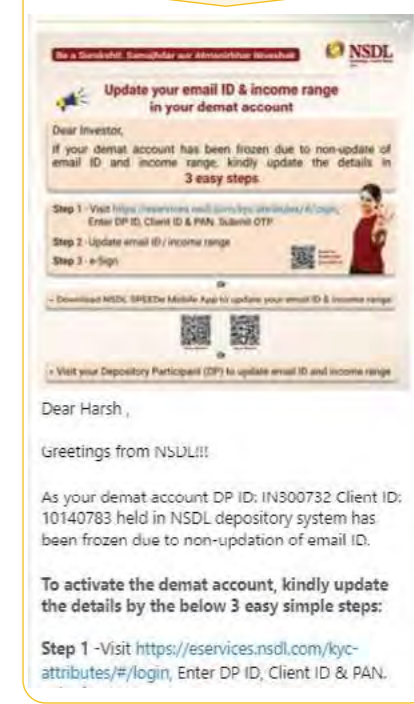 Be a Surakshit, Samajhdar aur Atmanirbhar Niveshak
NSDL
Update your email ID & income range
in your demat account
Dear Investor,
If your demat account has been frozen due to non-update of
email ID and income range, kindly update the details in
3 easy steps
Step 1 - Visit https://eservices.nsdl.com/kyc-attributes/#/login,
Enter DP ID, Client ID & PAN. Submit OTP
Step 2 - Update email ID / income range
Step 3 - e-Sign
Or
- Download NSDL SPEEDe Mobile App to update your email ID & income range
Or
- Visit your Depository Participant (DP) to update email ID and income range
Dear Harsh ,
Greetings from NSDL!!!
As your demat account DP ID: IN300732 Client ID:
10140783 held in NSDL depository system has
been frozen due to non-updation of email ID.
To activate the demat account, kindly update
the details by the below 3 easy simple steps:
Step 1 -Visit https://eservices.nsdl.com/kyc-
attributes/#/login, Enter DP ID, Client ID & PAN.